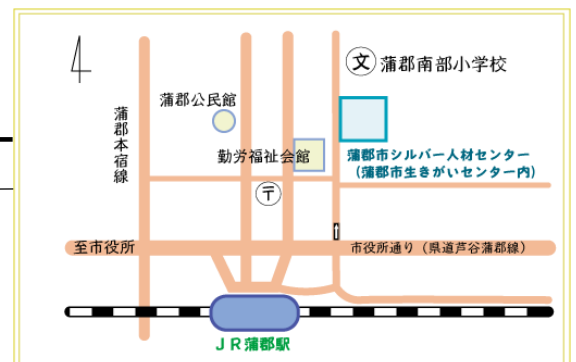 文 蒲郡南部小学校
蒲郡公民館
蒲郡本宿線
勤労福祉会館
蒲郡市シルバー人材センター
(蒲郡市生きがいセンター内)
〒
↑
至市役所
市役所通り(県道芦谷蒲郡線)
JR蒲郡駅